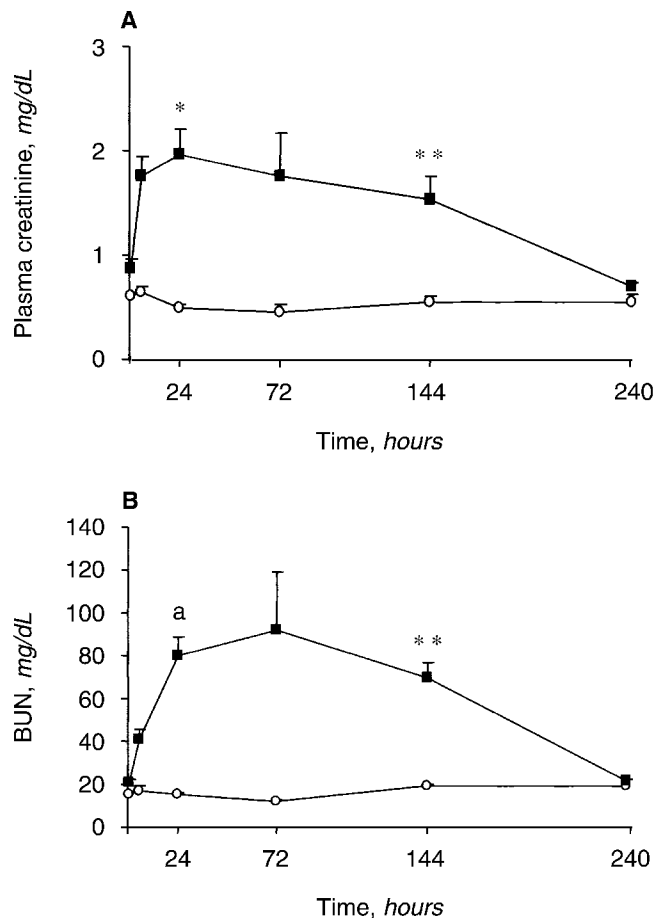 A
Plasma creatinine, mg/dL
3
2
1
0
*
**
24 72 144 240
Time, hours
B
BUN, mg/dL
140
120
100
80
60
40
20
0
a
**
24 72 144 240
Time, hours